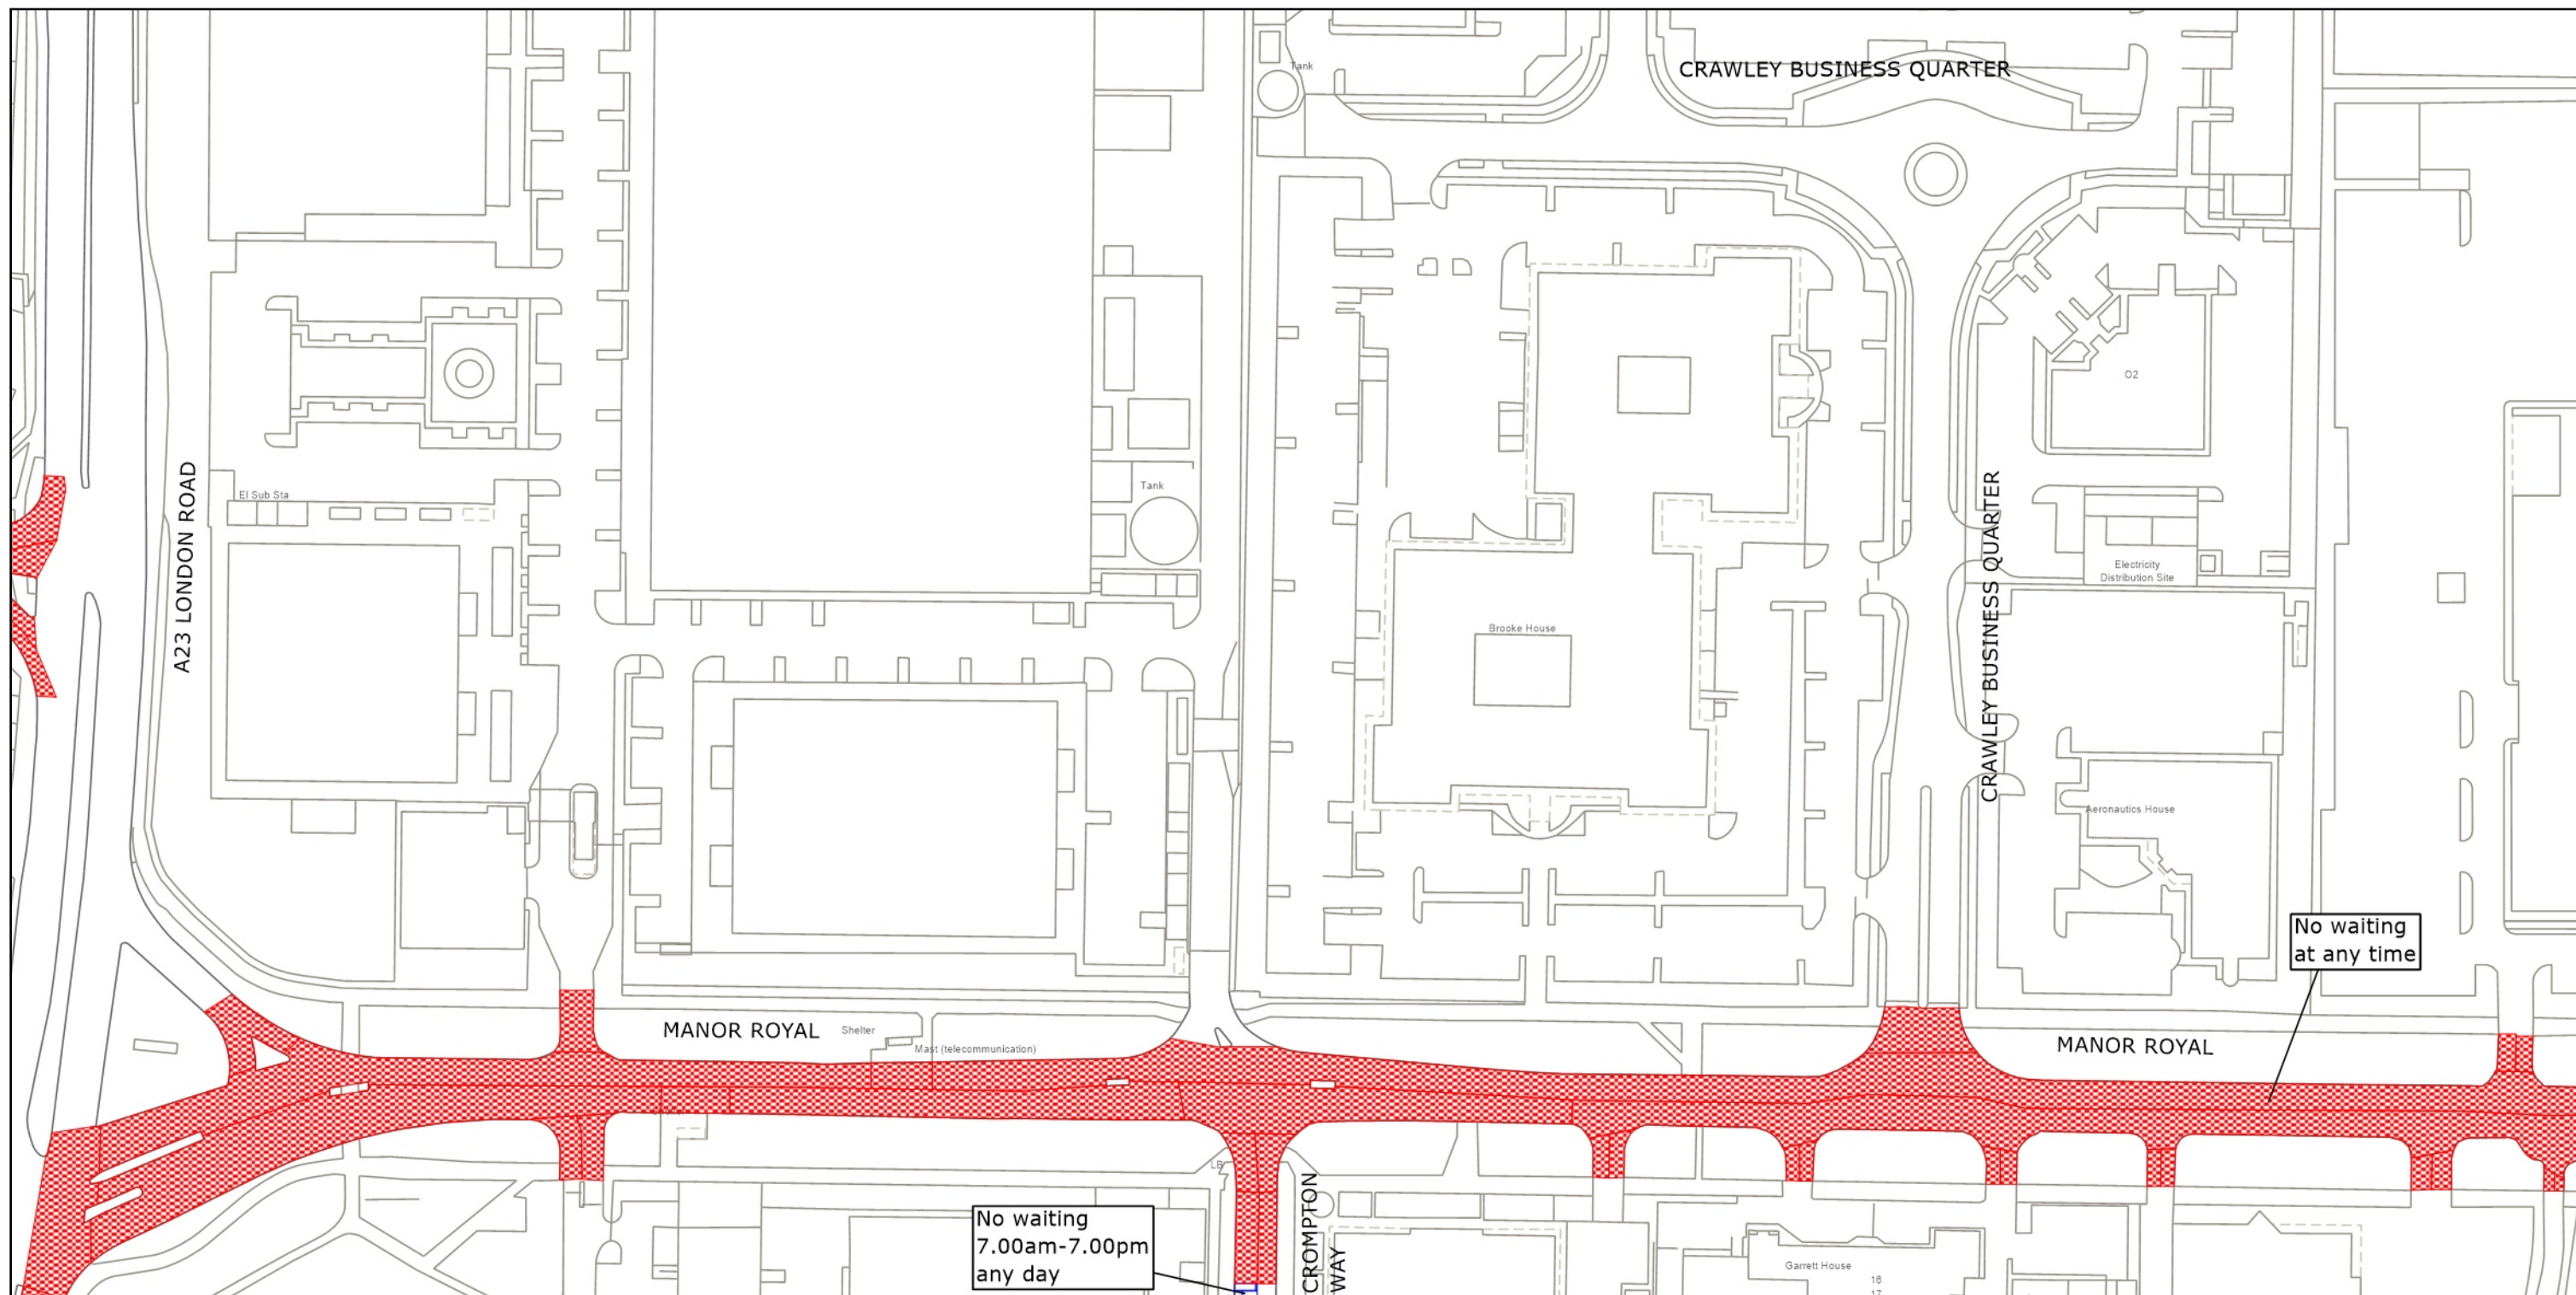 Tank
CRAWLEY BUSINESS QUARTER
A23 LONDON ROAD
El Sub Sta
Tank
O2
CRAWLEY BUSINESS QUARTER
Electricity
Distribution Site
Brooke House
Aeronautics House
No waiting
at any time
MANOR ROYAL
Shelter
Mast (telecommunication)
MANOR ROYAL
LB
No waiting
7.00am-7.00pm
any day
CROMPTON
WAY
Garrett House
16
17